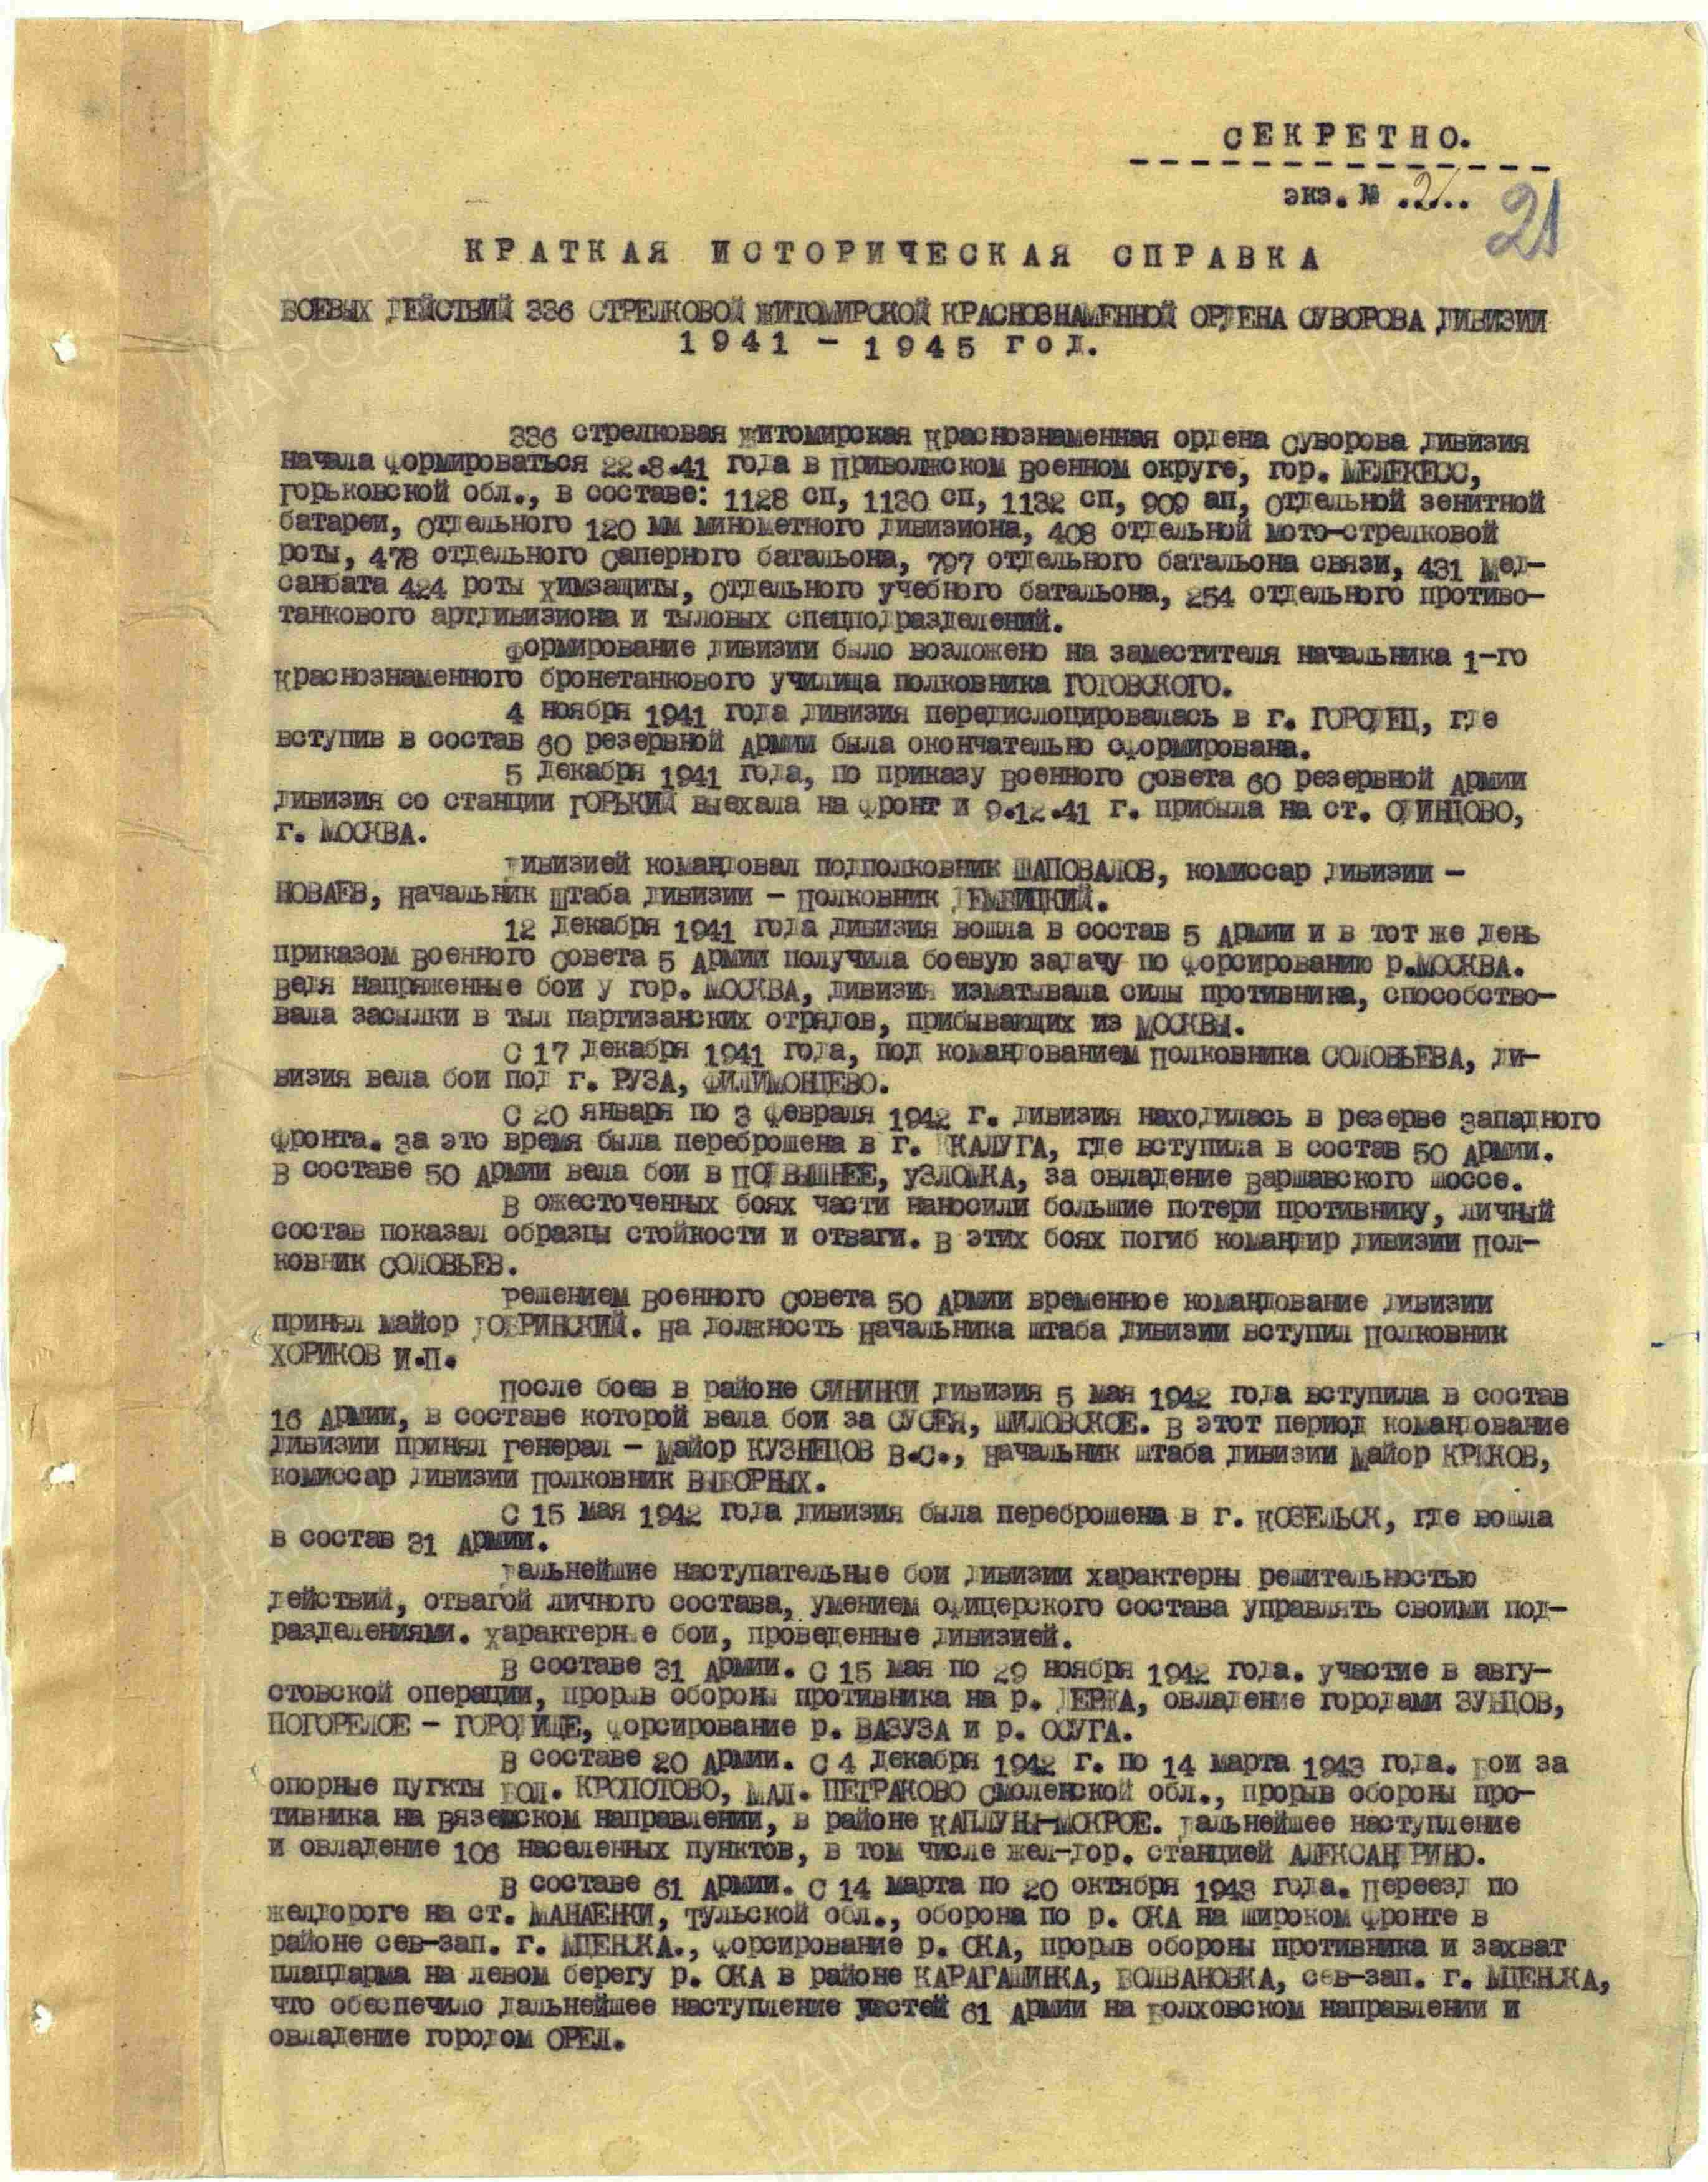 СЕКРЕТНО.
экз. № .2...
21
КРАТКАЯ ИСТОРИЧЕСКАЯ СПРАВКА
БОЕВЫХ ДЕЙСТВИЙ 336 СТРЕЛКОВОЙ ЖИТОМИРСКОЙ КРАСНОЗНАМЕННОЙ ОРДЕНА СУВОРОВА ДИВИЗИИ
1941 - 1945 год.
336 стрелковая Житомирская Краснознаменная ордена Суворова дивизия
начала формироваться 22.8.41 года в Приволжском Военном округе, гор. МЕЛЕКЕСС,
Горьковской обл., в составе: 1128 сп, 1130 сп, 1132 сп, 909 ап, Отдельной зенитной
батареи, Отдельного 120 мм минометного дивизиона, 408 отдельной мото-стрелковой
роты, 478 отдельного Саперного батальона, 797 отдельного батальона связи, 431 Мед-
санбата 424 роты Химзащиты, Отдельного учебного батальона, 254 отдельного противо-
танкового артдивизиона и тыловых спецподразделений.
Формирование дивизии было возложено на заместителя начальника 1-го
Краснознаменного бронетанкового училища полковника ГОТОВСКОГО.
4 ноября 1941 года дивизия передислоцировалась в г. ГОРОДЕЦ, где
вступив в состав 60 резервной Армии была окончательно сформирована.
5 Декабря 1941 года, по приказу Военного Совета 60 резервной Армии
дивизия со станции ГОРЬКИЙ выехала на фронт и 9.12.41 г. прибыла на ст. ОДИНЦОВО,
г. МОСКВА.
Дивизией командовал подполковник ШАПОВАЛОВ, комиссар дивизии -
НОВАЕВ, Начальник Штаба дивизии - Полковник ДЕМБИЦКИЙ.
12 Декабря 1941 года дивизия вошла в состав 5 Армии и в тот же день
приказом Военного Совета 5 Армии получила боевую задачу по форсированию р.МОСКВА.
Ведя напряженные бои у гор. МОСКВА, дивизия изматывала силы противника, способство-
вала засылки в тыл партизанских отрядов, прибывающих из МОСКВЫ.
С 17 Декабря 1941 года, под командованием Полковника СОЛОВЬЕВА, ди-
визия вела бои под г. РУЗА, ФИЛИМОНЦЕВО.
С 20 января по 3 Февраля 1942 г. дивизия находилась в резерве Западного
фронта. За это время была переброшена в г. КАЛУГА, где вступила в состав 50 Армии.
В составе 50 Армии вела бои в ПОДВЫШНЕЕ, УЗЛОМКА, за овладение Варшавского шоссе.
В ожесточенных боях части наносили большие потери противнику, личный
состав показал образцы стойкости и отваги. В этих боях погиб командир дивизии Пол-
ковник СОЛОВЬЕВ.
Решением Военного Совета 50 Армии временное командование дивизии
принял майор ДОБРИНСКИЙ. На должность Начальника штаба дивизии вступил Полковник
ХОРИКОВ И.П.
После боев в районе СИНИНКИ дивизия 5 мая 1942 года вступила в состав
16 Армии, в составе которой вела бои за СУСЕЯ, ШИЛОВСКОЕ. В этот период командование
дивизии принял Генерал - Майор КУЗНЕЦОВ В.С., Начальник штаба дивизии Майор КРЮКОВ,
комиссар дивизии Полковник ВЫБОРНЫХ.
С 15 мая 1942 года дивизия была переброшена в г. КОЗЕЛЬСК, где вошла
в состав 31 Армии.
Дальнейшие наступательные бои дивизии характерны решительностью
действий, отвагой личного состава, умением офицерского состава управлять своими под-
разделениями. Характерные бои, проведенные дивизией.
В составе 31 Армии. С 15 мая по 29 ноября 1942 года. Участие в авгу-
стовской операции, прорыв обороны противника на р. ДЕРЖА, овладение городами ЗУБЦОВ,
ПОГОРЕЛОЕ - ГОРОДИЩЕ, форсирование р. ВАЗУЗА и р. ОСУГА.
В составе 20 Армии. С 4 Декабря 1942 г. по 14 марта 1943 года. Бои за
опорные пункты БОЛ. КРОПОТОВО, МАЛ. ПЕТРАКОВО Смоленской обл., прорыв обороны про-
тивника на Вяземском направлении, в районе КАПЛУНЫ-МОКРОЕ. Дальнейшее наступление
и овладение 106 населенных пунктов, в том числе жел-дор. станцией АЛЕКСАНДРИНО.
В составе 61 Армии. С 14 марта по 20 октября 1943 года. Переезд по
желдороге на ст. МАНАЕНКИ, Тульской обл., оборона по р. ОКА на широком фронте в
районе сев-зап. г. МЦЕНЖКА., форсирование р. ОКА, прорыв обороны противника и захват
плацдарма на левом берегу р. ОКА в районе КАРАГАШИНКА, БОЛВАНОВКА, сев-зап. г. МЦЕНЖКА,
что обеспечило дальнейшее наступление частей 61 Армии на Болховском направлении и
овладение городом ОРЕЛ.